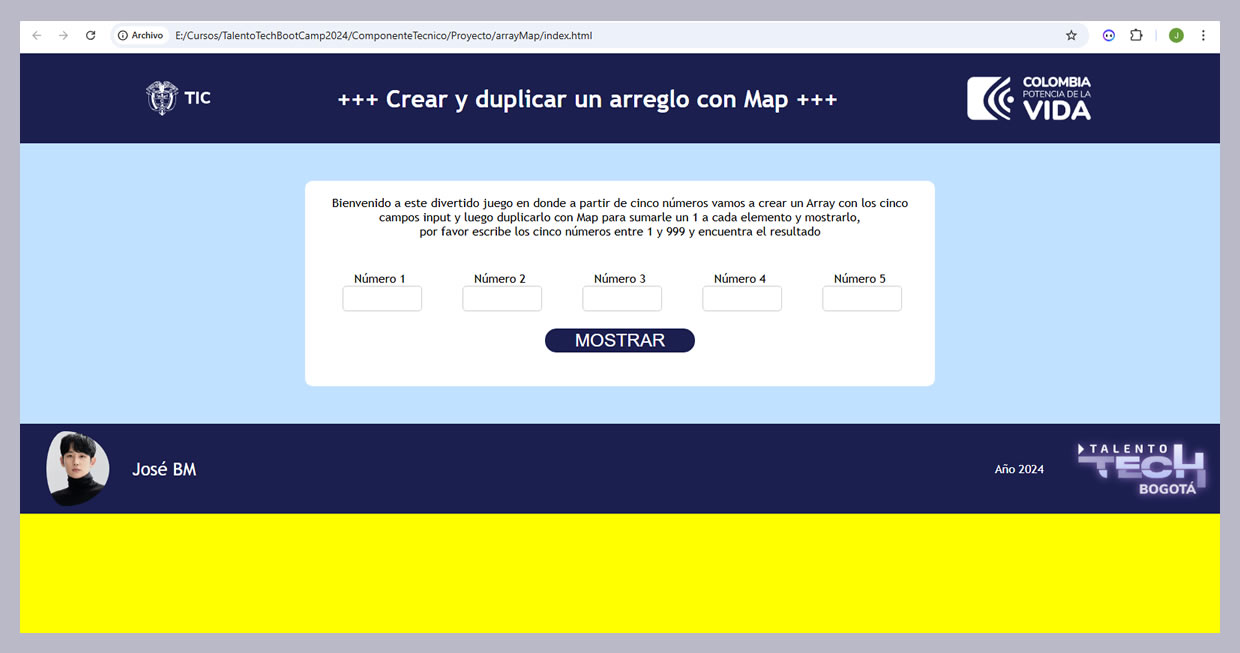 Archivo E:/Cursos/TalentoTechBootCamp2024/ComponenteTecnico/Proyecto/arrayMap/index.html J
TIC
+++ Crear y duplicar un arreglo con Map +++
COLOMBIA
POTENCIA DE LA
VIDA
Bienvenido a este divertido juego en donde a partir de cinco números vamos a crear un Array con los cinco
campos input y luego duplicarlo con Map para sumarle un 1 a cada elemento y mostrarlo,
por favor escribe los cinco números entre 1 y 999 y encuentra el resultado
Número 1 Número 2 Número 3 Número 4 Número 5
MOSTRAR
José BM
Año 2024
TALENTO
TECH
BOGOTÁ